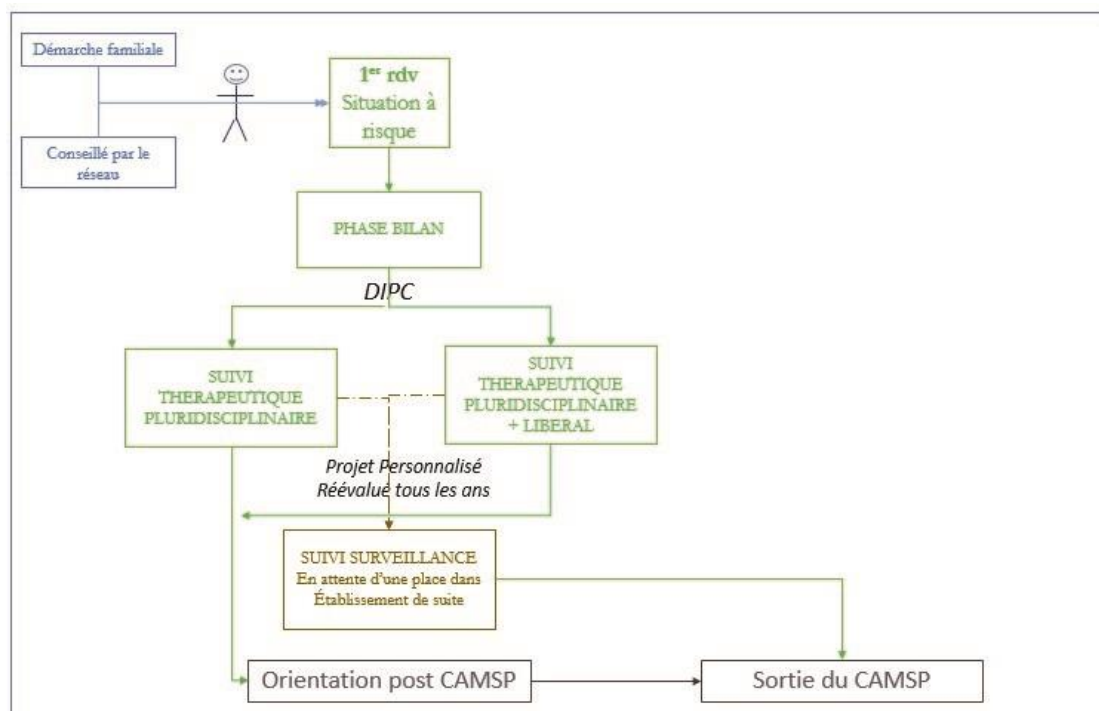 Démarche familiale
Conseillé par le
réseau
1er rdv
Situation à
risque
PHASE BILAN
DIPC
SUIVI
THERAPEUTIQUE
PLURIDISCIPLINAIRE
SUIVI
THERAPEUTIQUE
PLURIDISCIPLINAIRE
+ LIBERAL
Projet Personnalisé
Réévalué tous les ans
SUIVI SURVEILLANCE
En attente d'une place dans
Établissement de suite
Orientation post CAMSP
Sortie du CAMSP